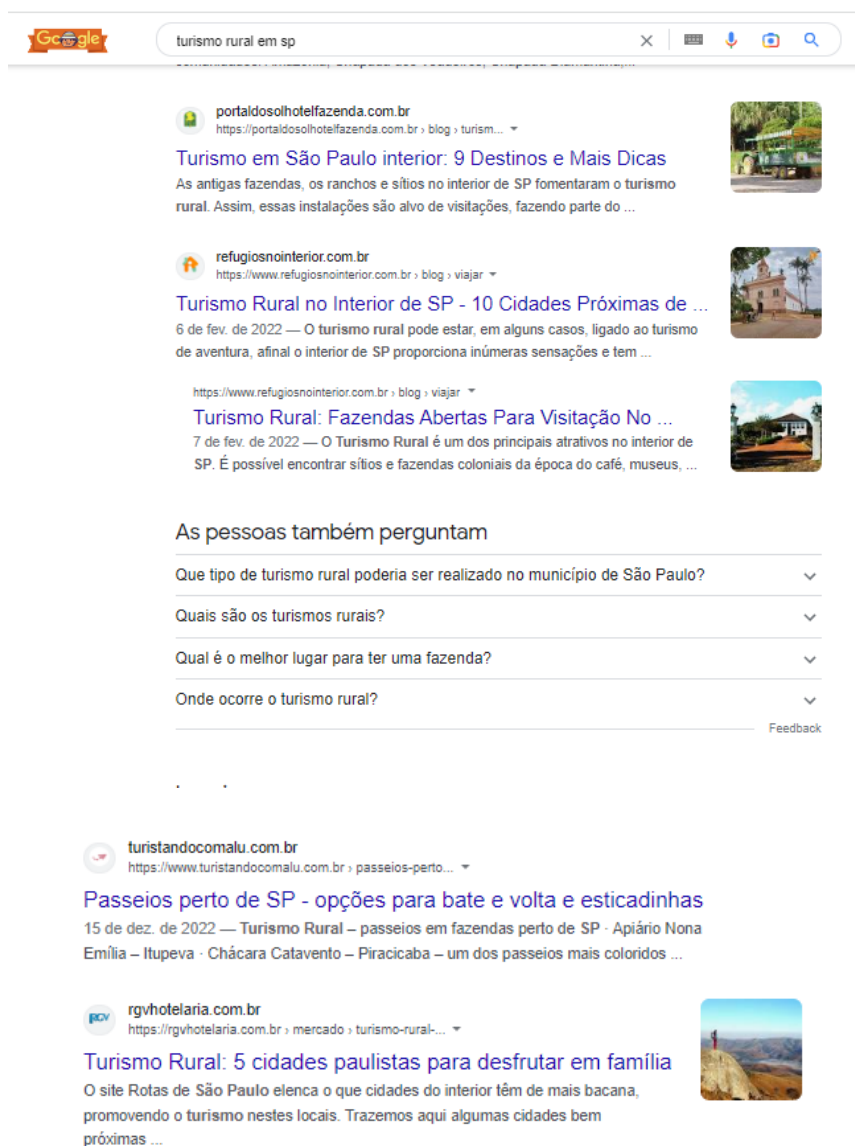 Google
turismo rural em sp
portaldosolhotelfazenda.com.br
https://portaldosolhotelfazenda.com.br › blog › turism...
Turismo em São Paulo interior: 9 Destinos e Mais Dicas
As antigas fazendas, os ranchos e sítios no interior de SP fomentaram o turismo
rural. Assim, essas instalações são alvo de visitações, fazendo parte do ...
refugiosnointerior.com.br
https://www.refugiosnointerior.com.br › blog › viajar
Turismo Rural no Interior de SP - 10 Cidades Próximas de ...
6 de fev. de 2022 — O turismo rural pode estar, em alguns casos, ligado ao turismo
de aventura, afinal o interior de SP proporciona inúmeras sensações e tem ...
https://www.refugiosnointerior.com.br › blog › viajar
Turismo Rural: Fazendas Abertas Para Visitação No ...
7 de fev. de 2022 — O Turismo Rural é um dos principais atrativos no interior de
SP. É possível encontrar sítios e fazendas coloniais da época do café, museus, ...
As pessoas também perguntam
Que tipo de turismo rural poderia ser realizado no município de São Paulo?
Quais são os turismos rurais?
Qual é o melhor lugar para ter uma fazenda?
Onde ocorre o turismo rural?
Feedback
turistandocomalu.com.br
https://www.turistandocomalu.com.br › passeios-perto...
Passeios perto de SP - opções para bate e volta e esticadinhas
15 de dez. de 2022 — Turismo Rural – passeios em fazendas perto de SP · Apiário Nona
Emília – Itupeva · Chácara Catavento – Piracicaba – um dos passeios mais coloridos ...
RGV
rgvhotelaria.com.br
https://rgvhotelaria.com.br › mercado › turismo-rural-...
Turismo Rural: 5 cidades paulistas para desfrutar em família
O site Rotas de São Paulo elenca o que cidades do interior têm de mais bacana,
promovendo o turismo nestes locais. Trazemos aqui algumas cidades bem
próximas ...